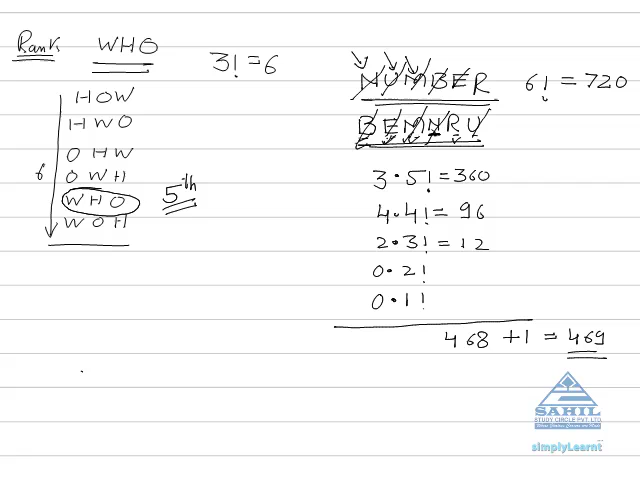 Rank WHO 3! = 6
HOW
HWO
OHW
OWH
WHO
WOH
6
5th
NUMBER 6! = 720
BEMNRU
3·5! = 360
4·4! = 96
2·3! = 12
0·2!
0·1!
468 + 1 = 469
SAHIL
STUDY CIRCLE PVT. LTD.
simplyLearnt